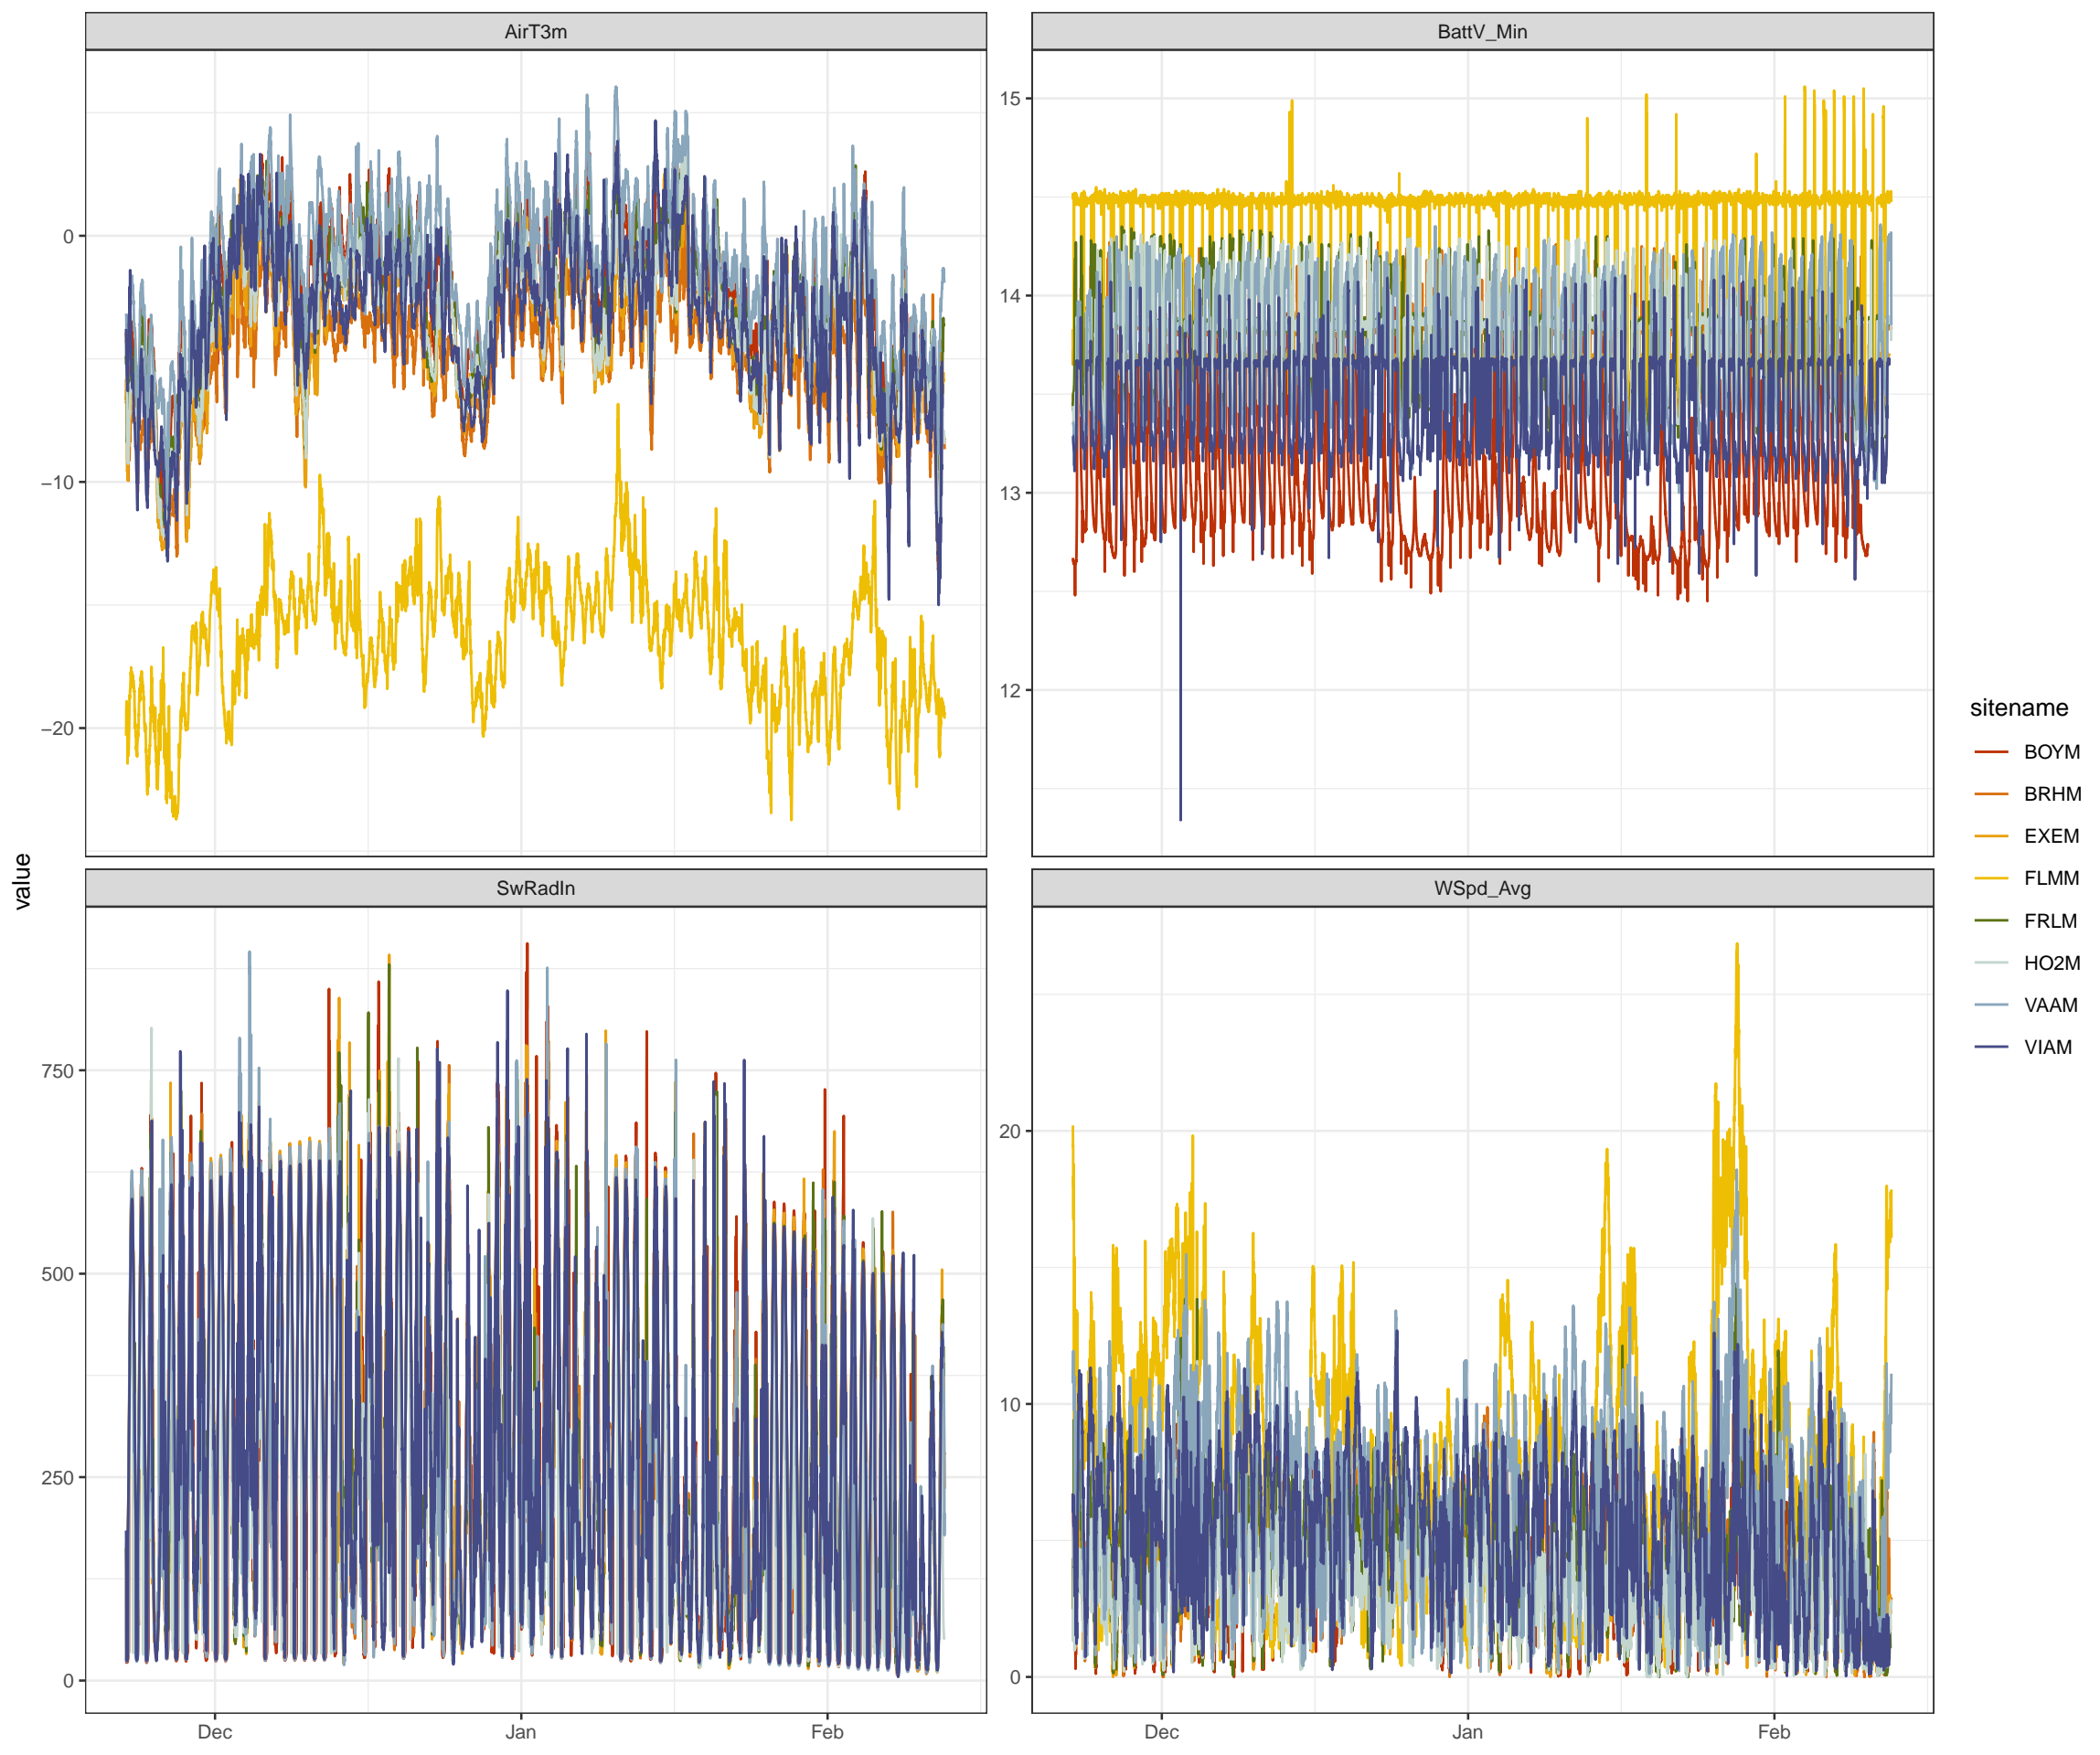 AirT3m
BattV_Min
0
−10
−20
15
14
13
12
value
SwRadIn
WSpd_Avg
750
500
250
0
20
10
0
Dec
Jan
Feb
Dec
Jan
Feb
sitename
BOYM
BRHM
EXEM
FLMM
FRLM
HO2M
VAAM
VIAM